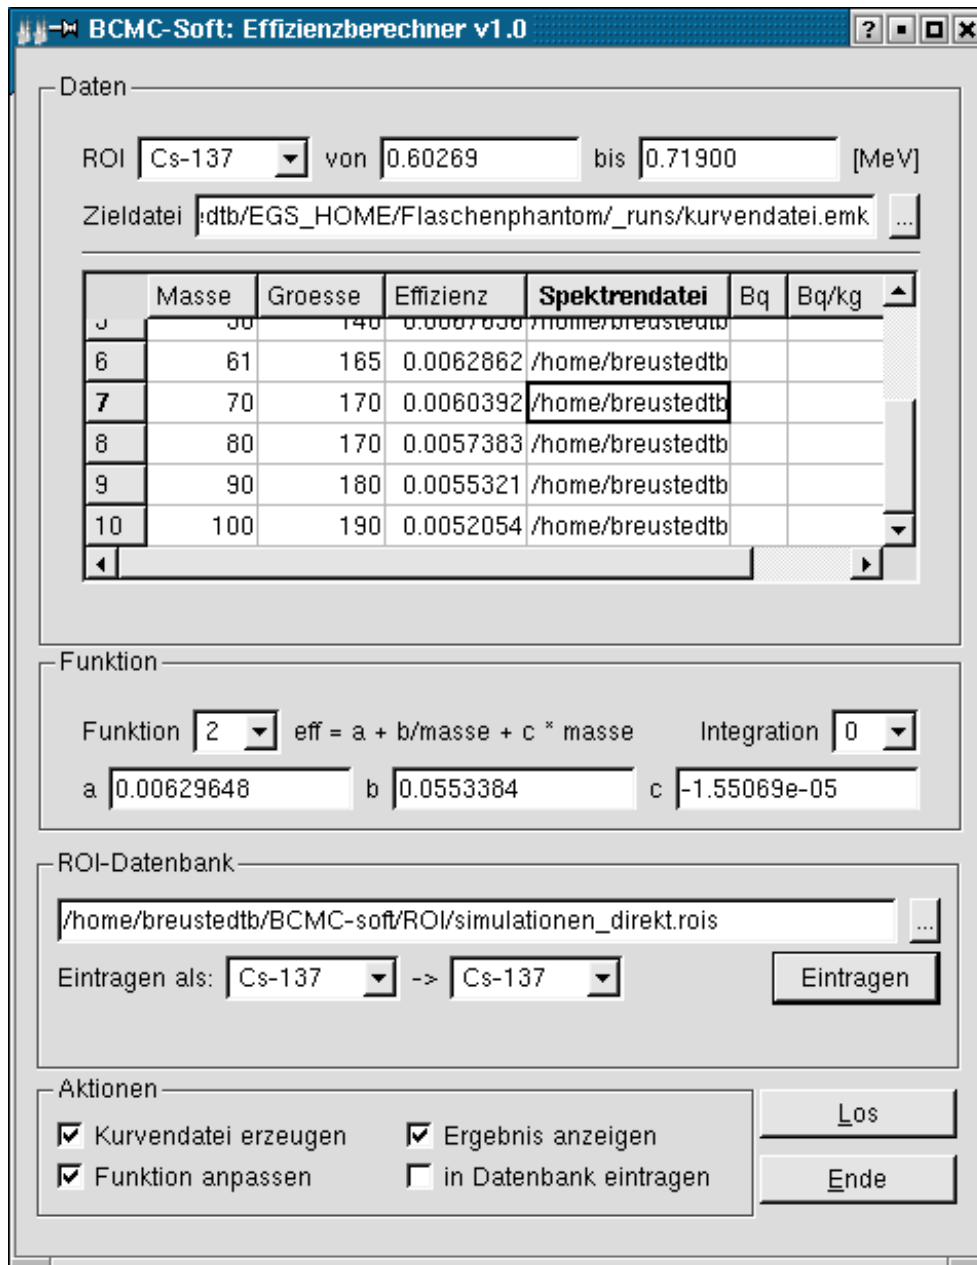 BCMC-Soft: Effizienzberechner v1.0
Daten
ROI Cs-137 von 0.60269 bis 0.71900 [MeV]
Zieldatei dtb/EGS_HOME/Flaschenphantom/_runs/kurvendatei.emk ...
Masse Groesse Effizienz Spektrendatei Bq Bq/kg
5 50 140 /home/breustedtb
6 61 165 0.0062862 /home/breustedtb
7 70 170 0.0060392 /home/breustedtb
8 80 170 0.0057383 /home/breustedtb
9 90 180 0.0055321 /home/breustedtb
10 100 190 0.0052054 /home/breustedtb
Funktion
Funktion 2 eff = a + b/masse + c * masse Integration 0
a 0.00629648 b 0.0553384 c -1.55069e-05
ROI-Datenbank
/home/breustedtb/BCMC-soft/ROI/simulationen_direkt.rois ...
Eintragen als: Cs-137 -> Cs-137 Eintragen
Aktionen
Kurvendatei erzeugen Ergebnis anzeigen Los
Funktion anpassen in Datenbank eintragen Ende